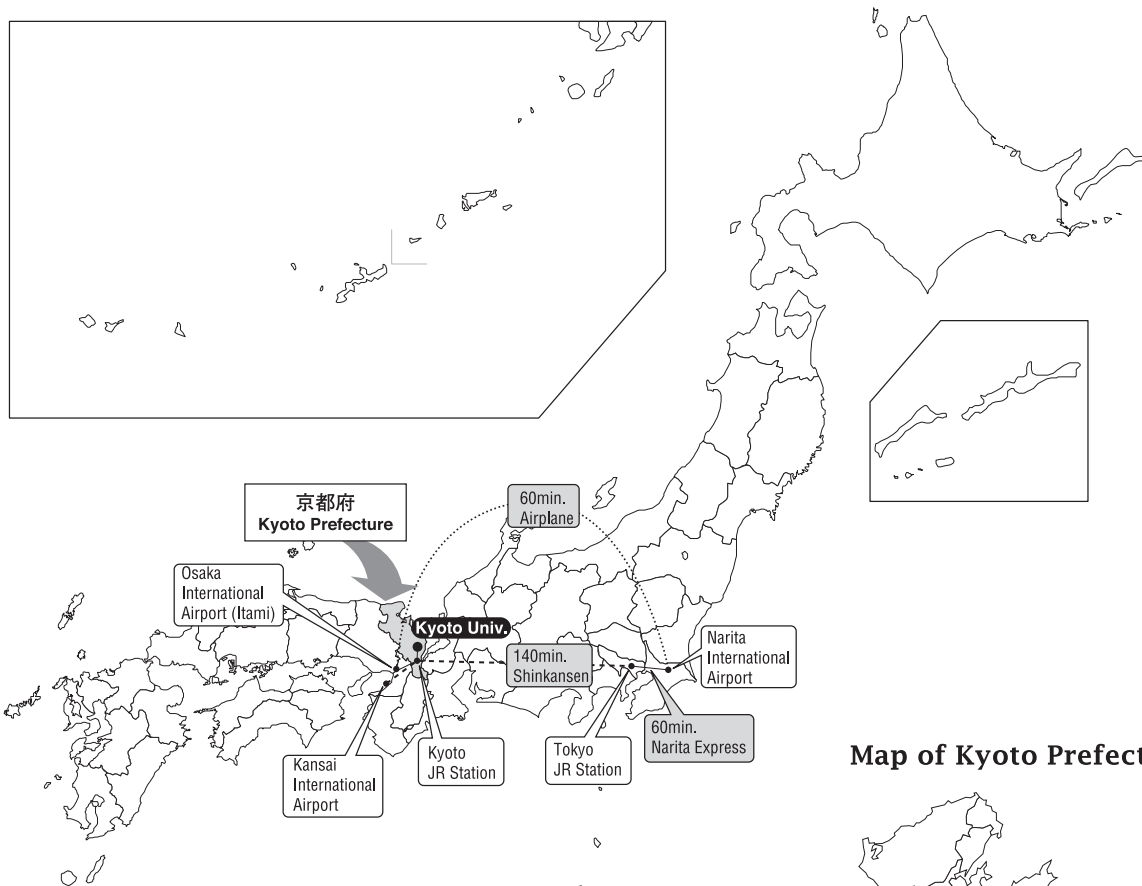 京都府
Kyoto Prefecture
60min.
Airplane
Osaka
International
Airport (Itami)
Kyoto Univ.
140min.
Shinkansen
Narita
International
Airport
60min.
Narita Express
Kyoto
JR Station
Tokyo
JR Station
Kansai
International
Airport
Map of Kyoto Prefect